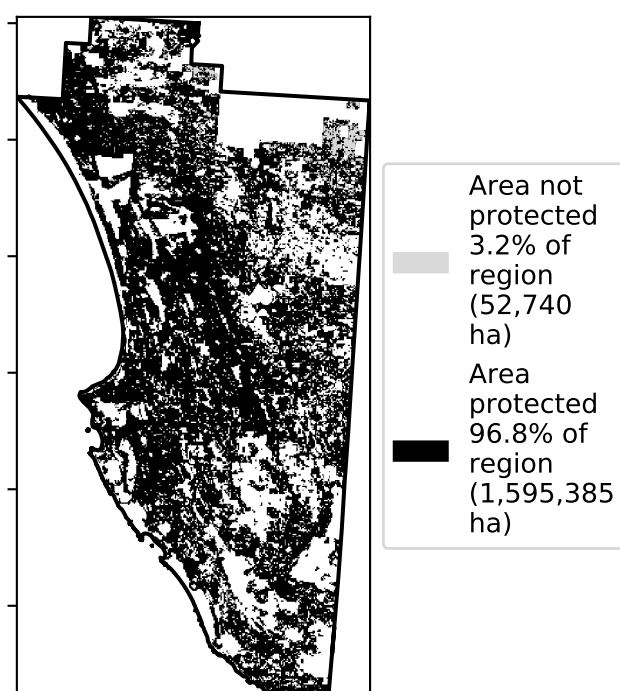 Area not
protected
3.2% of
region
(52,740
ha)
Area
protected
96.8% of
region
(1,595,385
ha)